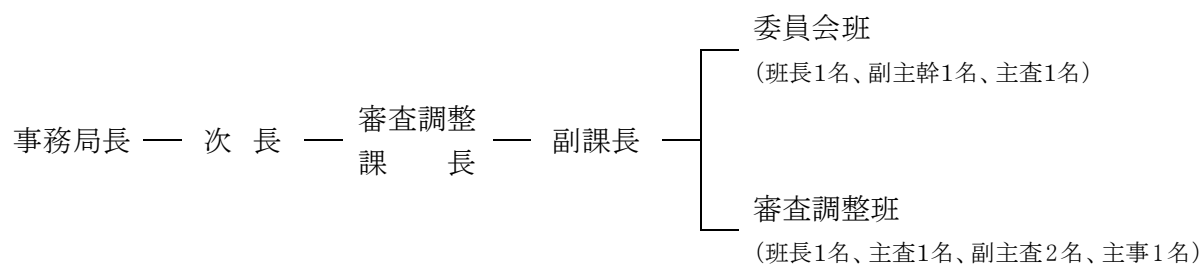 委員会班
（班長1名、副主幹1名、主査1名）
事務局長 次 長 審査調整 副課長
課 長
審査調整班
（班長1名、主査1名、副主査2名、主事1名）